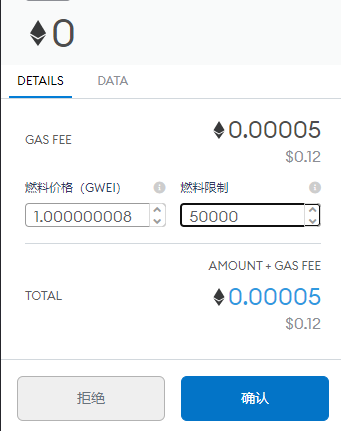 0
DETAILS DATA
GAS FEE
0.00005
$0.12
燃料价格（GWEI） 燃料限制
1.000000008 50000
AMOUNT + GAS FEE
TOTAL
0.00005
$0.12
拒绝 确认